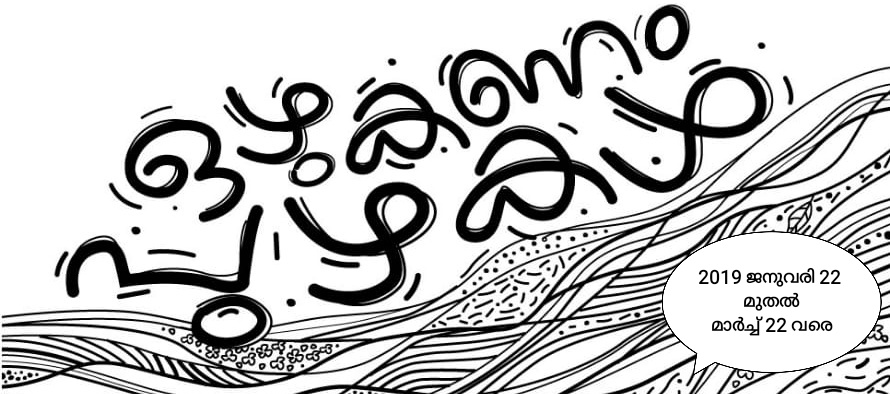 ഒഴുകണം
പുഴകൾ
2019 ജനുവരി 22
മുതൽ
മാർച്ച് 22 വരെ